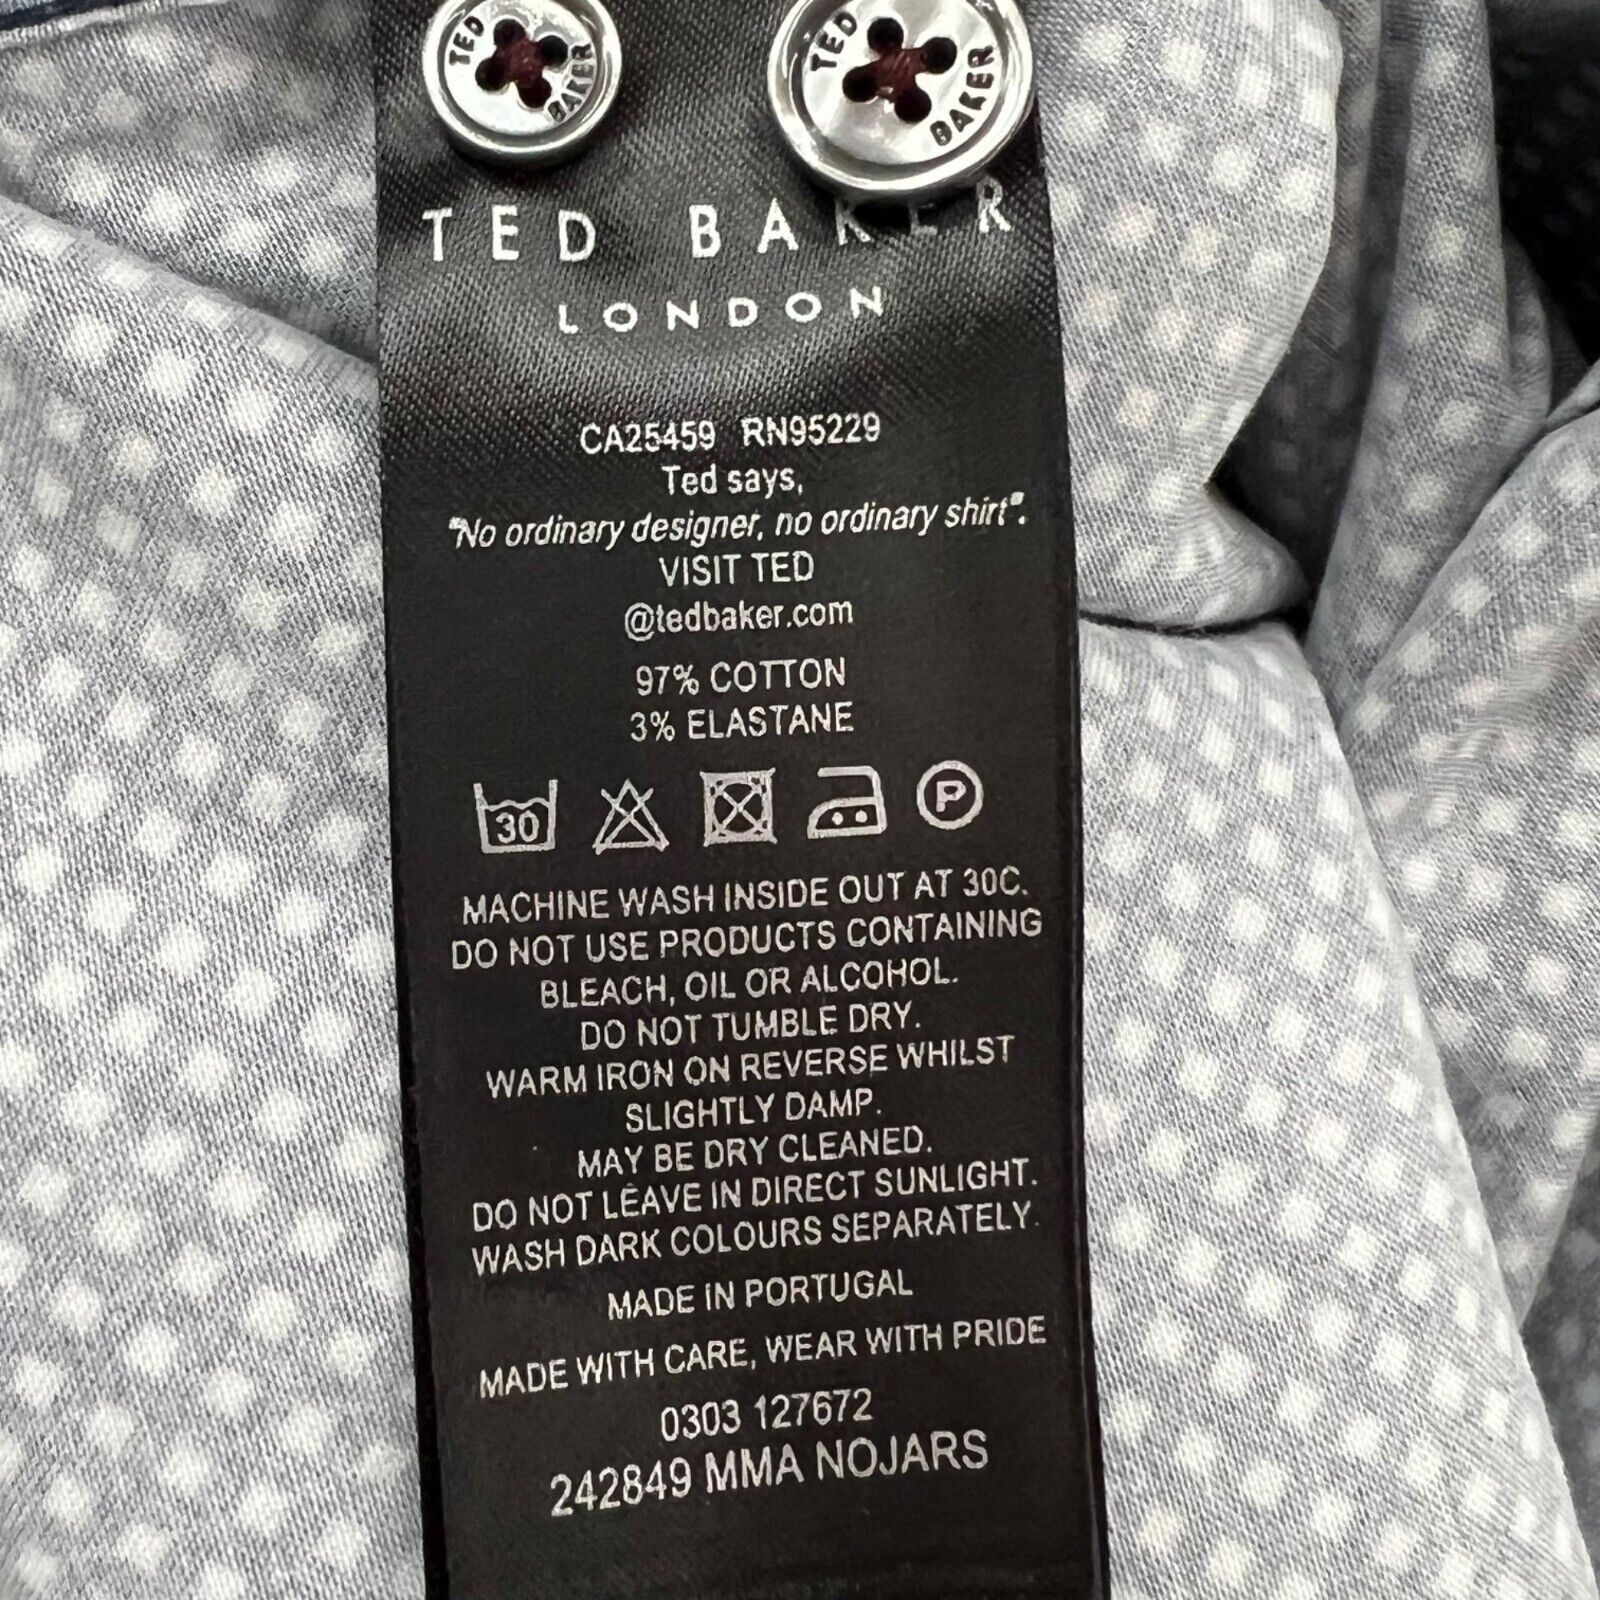 TED BAKER
TED BAKER
TED BAKER
LONDON
CA25459 RN95229
Ted says,
"No ordinary designer, no ordinary shirt".
VISIT TED
@tedbaker.com
97% COTTON
3% ELASTANE
30 P
MACHINE WASH INSIDE OUT AT 30C.
DO NOT USE PRODUCTS CONTAINING
BLEACH, OIL OR ALCOHOL.
DO NOT TUMBLE DRY.
WARM IRON ON REVERSE WHILST
SLIGHTLY DAMP.
MAY BE DRY CLEANED.
DO NOT LEAVE IN DIRECT SUNLIGHT.
WASH DARK COLOURS SEPARATELY.
MADE IN PORTUGAL
MADE WITH CARE, WEAR WITH PRIDE
0303 127672
242849 MMA NOJARS